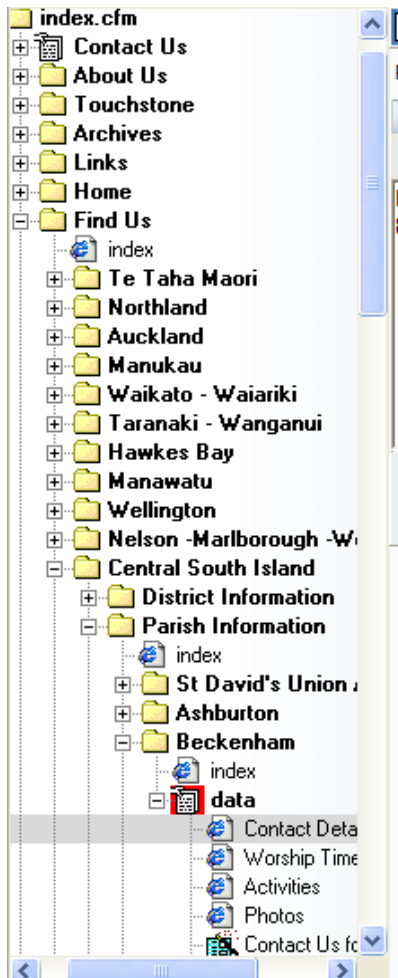 index.cfm
Contact Us
About Us
Touchstone
Archives
Links
Home
Find Us
index
Te Taha Maori
Northland
Auckland
Manukau
Waikato - Waiariki
Taranaki - Wanganui
Hawkes Bay
Manawatu
Wellington
Nelson -Marlborough -W
Central South Island
District Information
Parish Information
index
St David's Union
Ashburton
Beckenham
index
data
Contact Deta
Worship Time
Activities
Photos
Contact Us fo